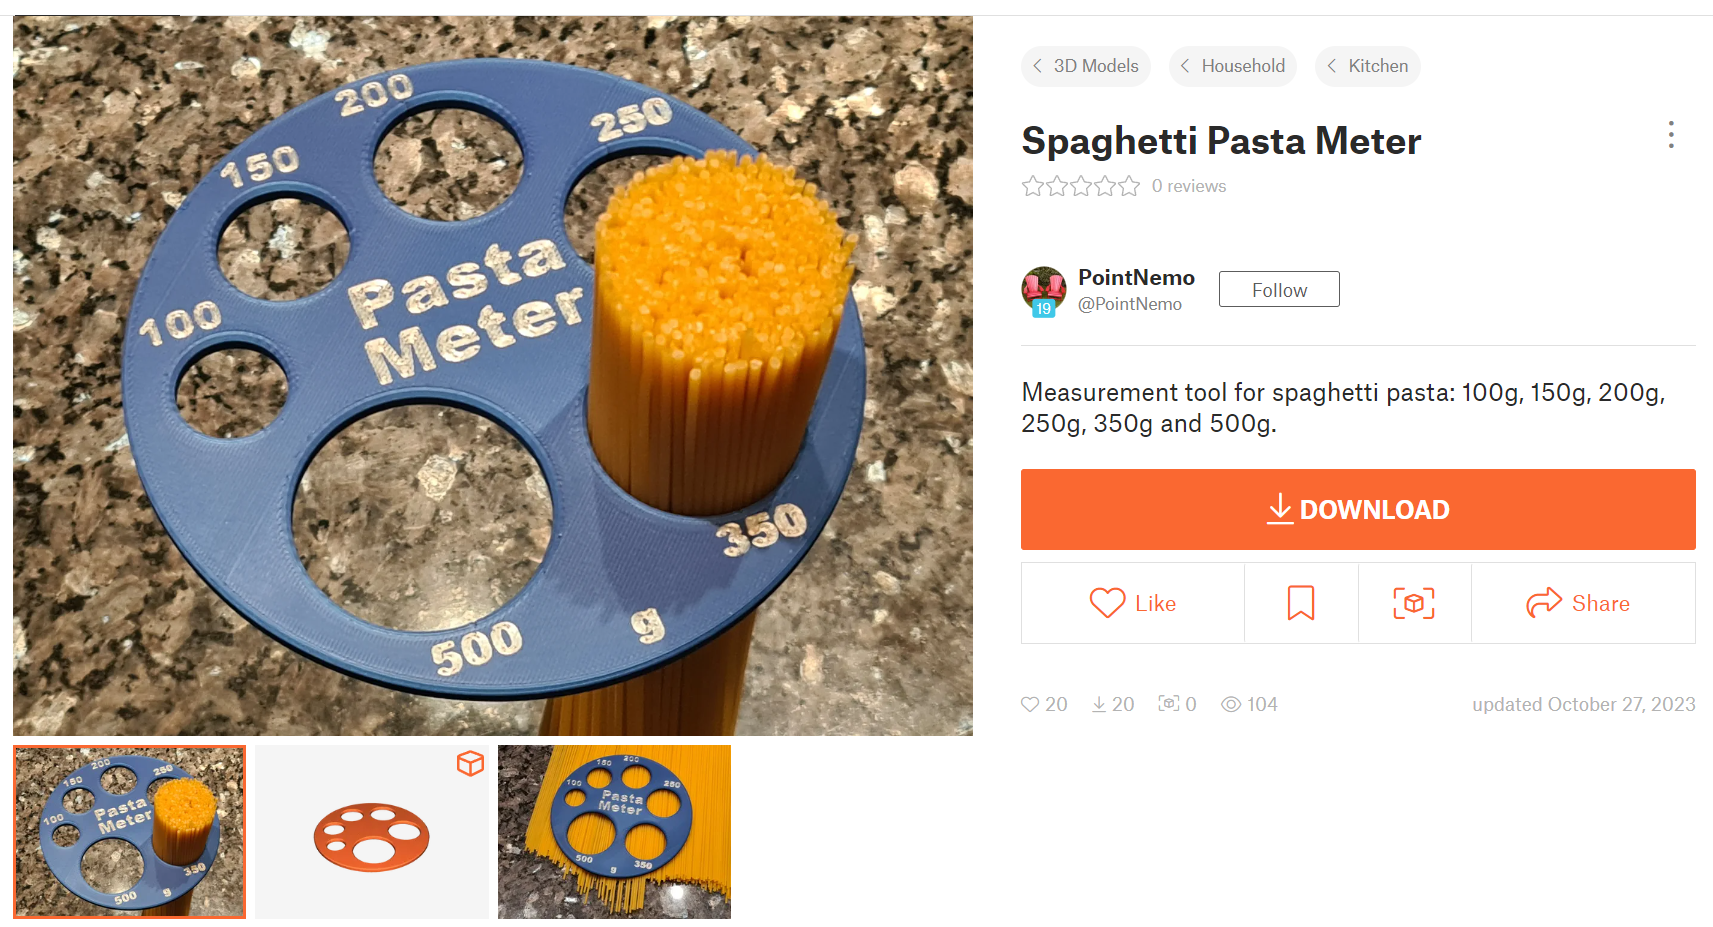 3D Models
Household
Kitchen
Spaghetti Pasta Meter
0 reviews
PointNemo
@PointNemo
19
Follow
Measurement tool for spaghetti pasta: 100g, 150g, 200g,
250g, 350g and 500g.
DOWNLOAD
Like
Share
20
20
0
104
updated October 27, 2023
200
250
150
100
Pasta
Meter
350
500
g
150
200
250
100
Pasta
Meter
350
500
g
150
200
250
100
Pasta
Meter
500
350
g